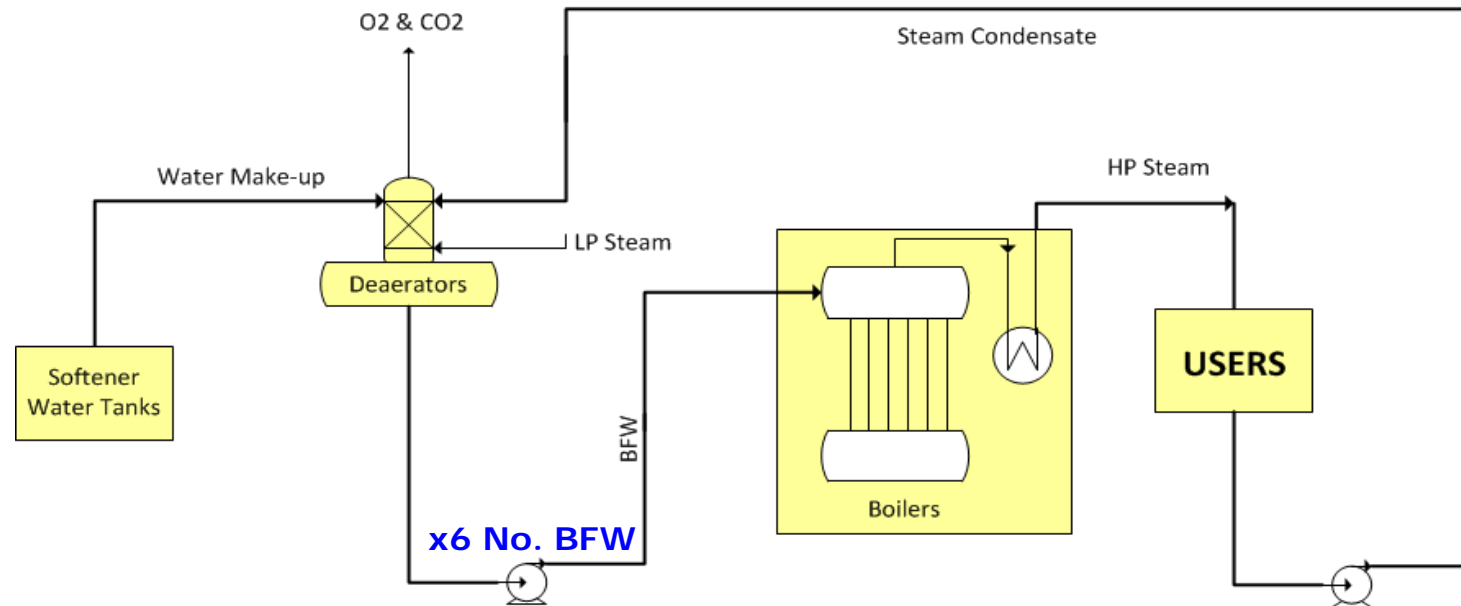 O2 & CO2
Steam Condensate
Water Make-up
HP Steam
LP Steam
Deaerators
USERS
Softener
Water Tanks
BFW
Boilers
x6 No. BFW